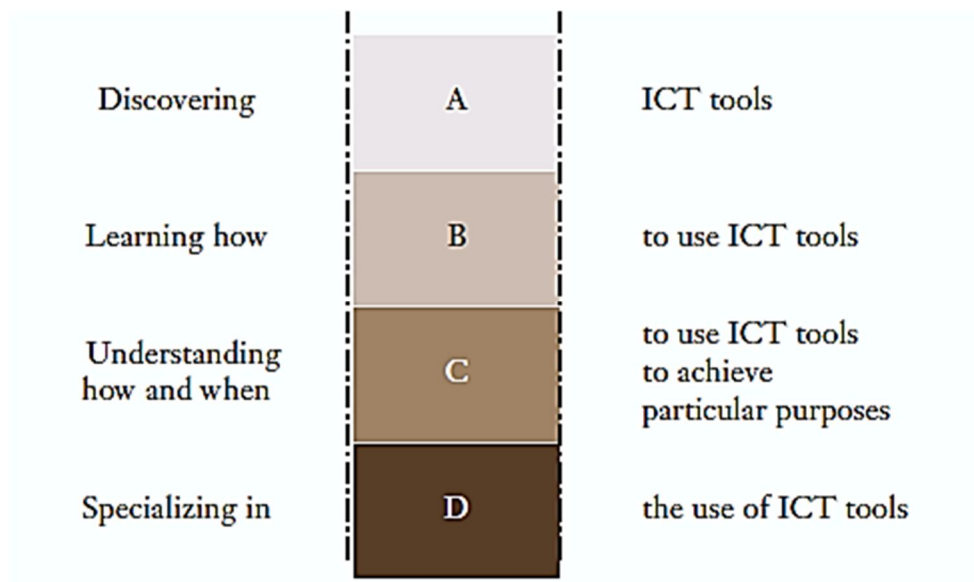 Discovering A ICT tools
Learning how B to use ICT tools
Understanding
how and when
C
to use ICT tools
to achieve
particular purposes
Specializing in D the use of ICT tools